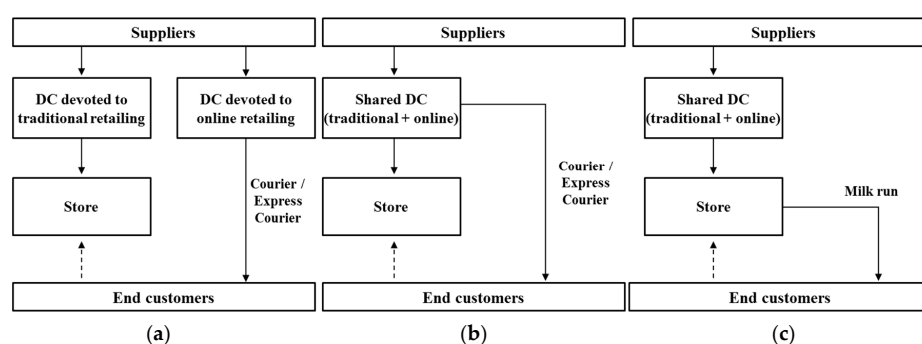 Suppliers
DC devoted to
traditional retailing
DC devoted to
online retailing
Store
Courier /
Express
Courier
End customers
(a)
Suppliers
Shared DC
(traditional + online)
Store
Courier /
Express
Courier
End customers
(b)
Suppliers
Shared DC
(traditional + online)
Store
Milk run
End customers
(c)